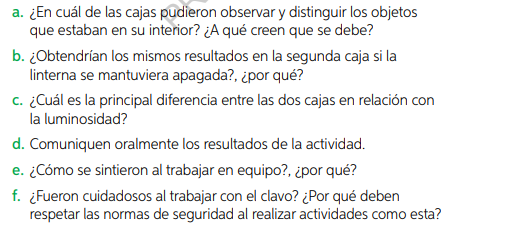 a. ¿En cuál de las cajas pudieron observar y distinguir los objetos
que estaban en su interior? ¿A qué creen que se debe?
b. ¿Obtendrían los mismos resultados en la segunda caja si la
linterna se mantuviera apagada?, ¿por qué?
c. ¿Cuál es la principal diferencia entre las dos cajas en relación con
la luminosidad?
d. Comuniquen oralmente los resultados de la actividad.
e. ¿Cómo se sintieron al trabajar en equipo?, ¿por qué?
f. ¿Fueron cuidadosos al trabajar con el clavo? ¿Por qué deben
respetar las normas de seguridad al realizar actividades como esta?